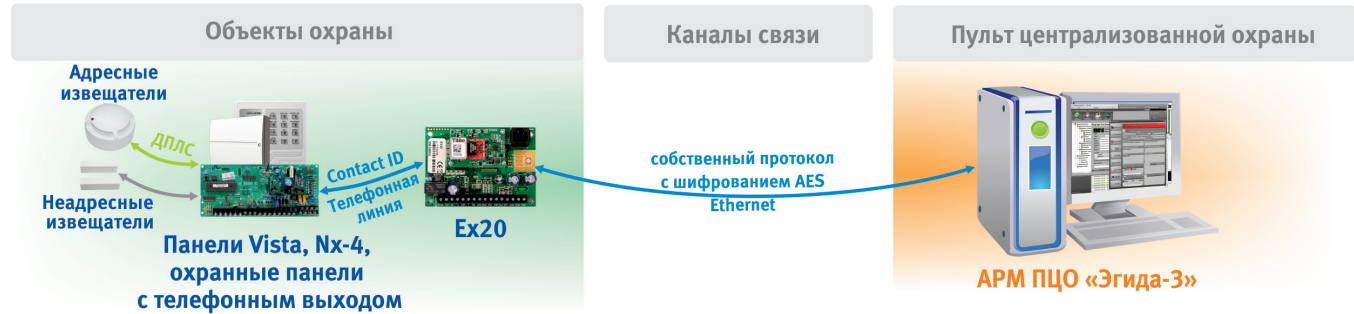 Объекты охраны
Каналы связи
Пульт централизованной охраны
Адресные
извещатели
ДПЛС
Неадресные
извещатели
Contact ID
Телефонная
линия
Панели Vista, Nx-4,
охранные панели
с телефонным выходом
Ex20
собственный протокол
с шифрованием AES
Ethernet
АРМ ПЦО «Эгида-3»